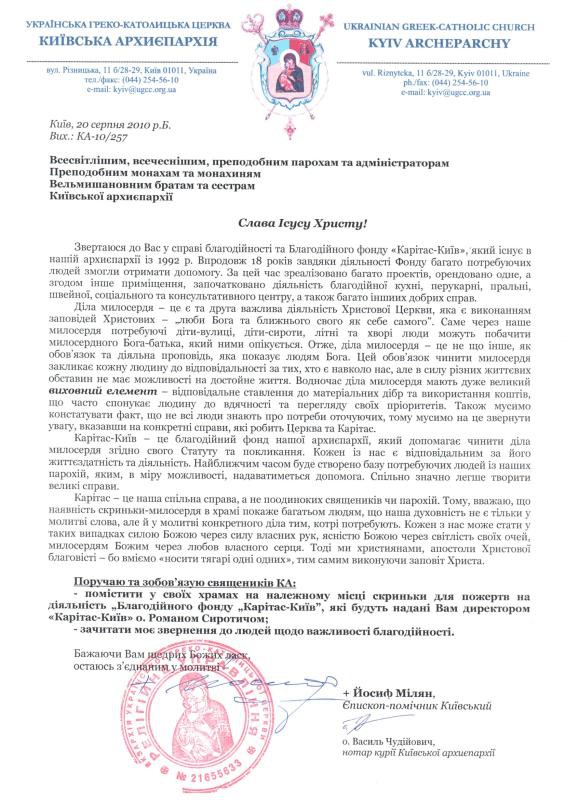 УКРАЇНСЬКА ГРЕКО-КАТОЛИЦЬКА ЦЕРКВА
КИЇВСЬКА АРХИЄПАРХІЯ
вул. Різницька, 11 б/28-29, Київ 01011, Україна
тел./факс: (044) 254-56-10
e-mail: kyiv@ugcc.org.ua
UKRAINIAN GREEK-CATHOLIC CHURCH
KYIV ARCHEPARCHY
vul. Riznytcka, 11 б/28-29, Kyiv 01011, Ukraine
ph./fax: (044) 254-56-10
e-mail: kyiv@ugcc.org.ua
Київ, 20 серпня 2010 р.Б.
Вих.: КА-10/257
Всесвітлішим, всечеснішим, преподобним парохам та адміністраторам
Преподобним монахам та монахиням
Вельмишановним братам та сестрам
Київської архиєпархії
Слава Ісусу Христу!
Звертаюся до Вас у справі благодійності та Благодійного фонду «Карітас-Київ», який існує в
нашій архиєпархії із 1992 р. Впродовж 18 років завдяки діяльності Фонду багато потребуючих
людей змогли отримати допомогу. За цей час зреалізовано багато проектів, орендовано одне, а
згодом інше приміщення, започатковано діяльність благодійної кухні, перукарні, пральні,
швейної, соціального та консультативного центру, а також багато іншиих добрих справ.
Діла милосердя – це є та друга важлива діяльність Христової Церкви, яка є виконанням
заповідей Христових – „люби Бога та ближнього свого як себе самого”. Саме через наше
милосердя потребуючі діти-вулиці, діти-сироти, літні та хворі люди можуть побачити
милосердного Бога-батька, який ними опікується. Отже, діла милосердя – це не що інше, як
обов’язок та діяльна проповідь, яка показує людям Бога. Цей обов’язок чинити милосердя
закликає кожну людину до відповідальності за тих, хто є навколо нас, але в силу різних життєвих
обставин не має можливості на достойне життя. Водночас діла милосердя мають дуже великий
виховний елемент – відповідальне ставлення до матеріальних дібр та використання коштів,
що часто спонукає людину до вдячності та перегляду своїх пріоритетів. Також мусимо
констатувати факт, що не всі люди знають про потреби оточуючих, тому мусимо на це звернути
увагу, вказавши на конкретні справи, які робить Церква та Карітас.
Карітас-Київ – це благодійний фонд нашої архиєпархії, який допомагає чинити діла
милосердя згідно свого Статуту та покликання. Кожен із нас є відповідальним за його
життєздатність та діяльність. Найближчим часом буде створено базу потребуючих людей із наших
парохій, яким, в міру можливості, надаватиметься допомога. Спільно значно легше творити
великі справи.
Карітас – це наша спільна справа, а не поодиноких священиків чи парохій. Тому, вважаю, що
наявність скриньки-милосердя в храмі покаже багатьом людям, що наша духовність не є тільки у
молитві слова, але й у молитві конкретного діла тим, котрі потребують. Кожен з нас може стати у
таких випадках силою Божою через силу власних рук, ясністю Божою через світлість своїх очей,
милосердям Божим через любов власного серця. Тоді ми християнами, апостоли Христової
благовісті – бо вміємо «носити тягарі одні одних», тим самим виконуючи заповіт Христа.
Поручаю та зобов’язую священиків КА:
- помістити у своїх храмах на належному місці скриньки для пожертв на
діяльність „Благодійного фонду „Карітас-Київ”, які будуть надані Вам директором
«Карітас-Київ» о. Романом Сиротичом;
- зачитати моє звернення до людей щодо важливості благодійності.
Бажаючи Вам щедрих Божих ласк,
остаюсь з’єднаним у молитві
+ Йосиф Мілян,
Єпископ-помічник Київський
о. Василь Чудійович,
нотар курії Київської архиепархії
РЕЛІГІЙНЕ УПРАВЛІННЯ
№ 21655633